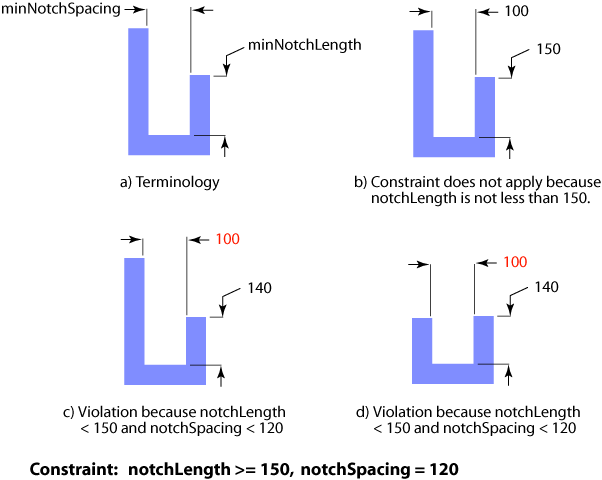 minNotchSpacing
minNotchLength
a) Terminology
100
150
b) Constraint does not apply because
notchLength is not less than 150.
100
140
c) Violation because notchLength
< 150 and notchSpacing < 120
100
140
d) Violation because notchLength
< 150 and notchSpacing < 120
Constraint: notchLength >= 150, notchSpacing = 120